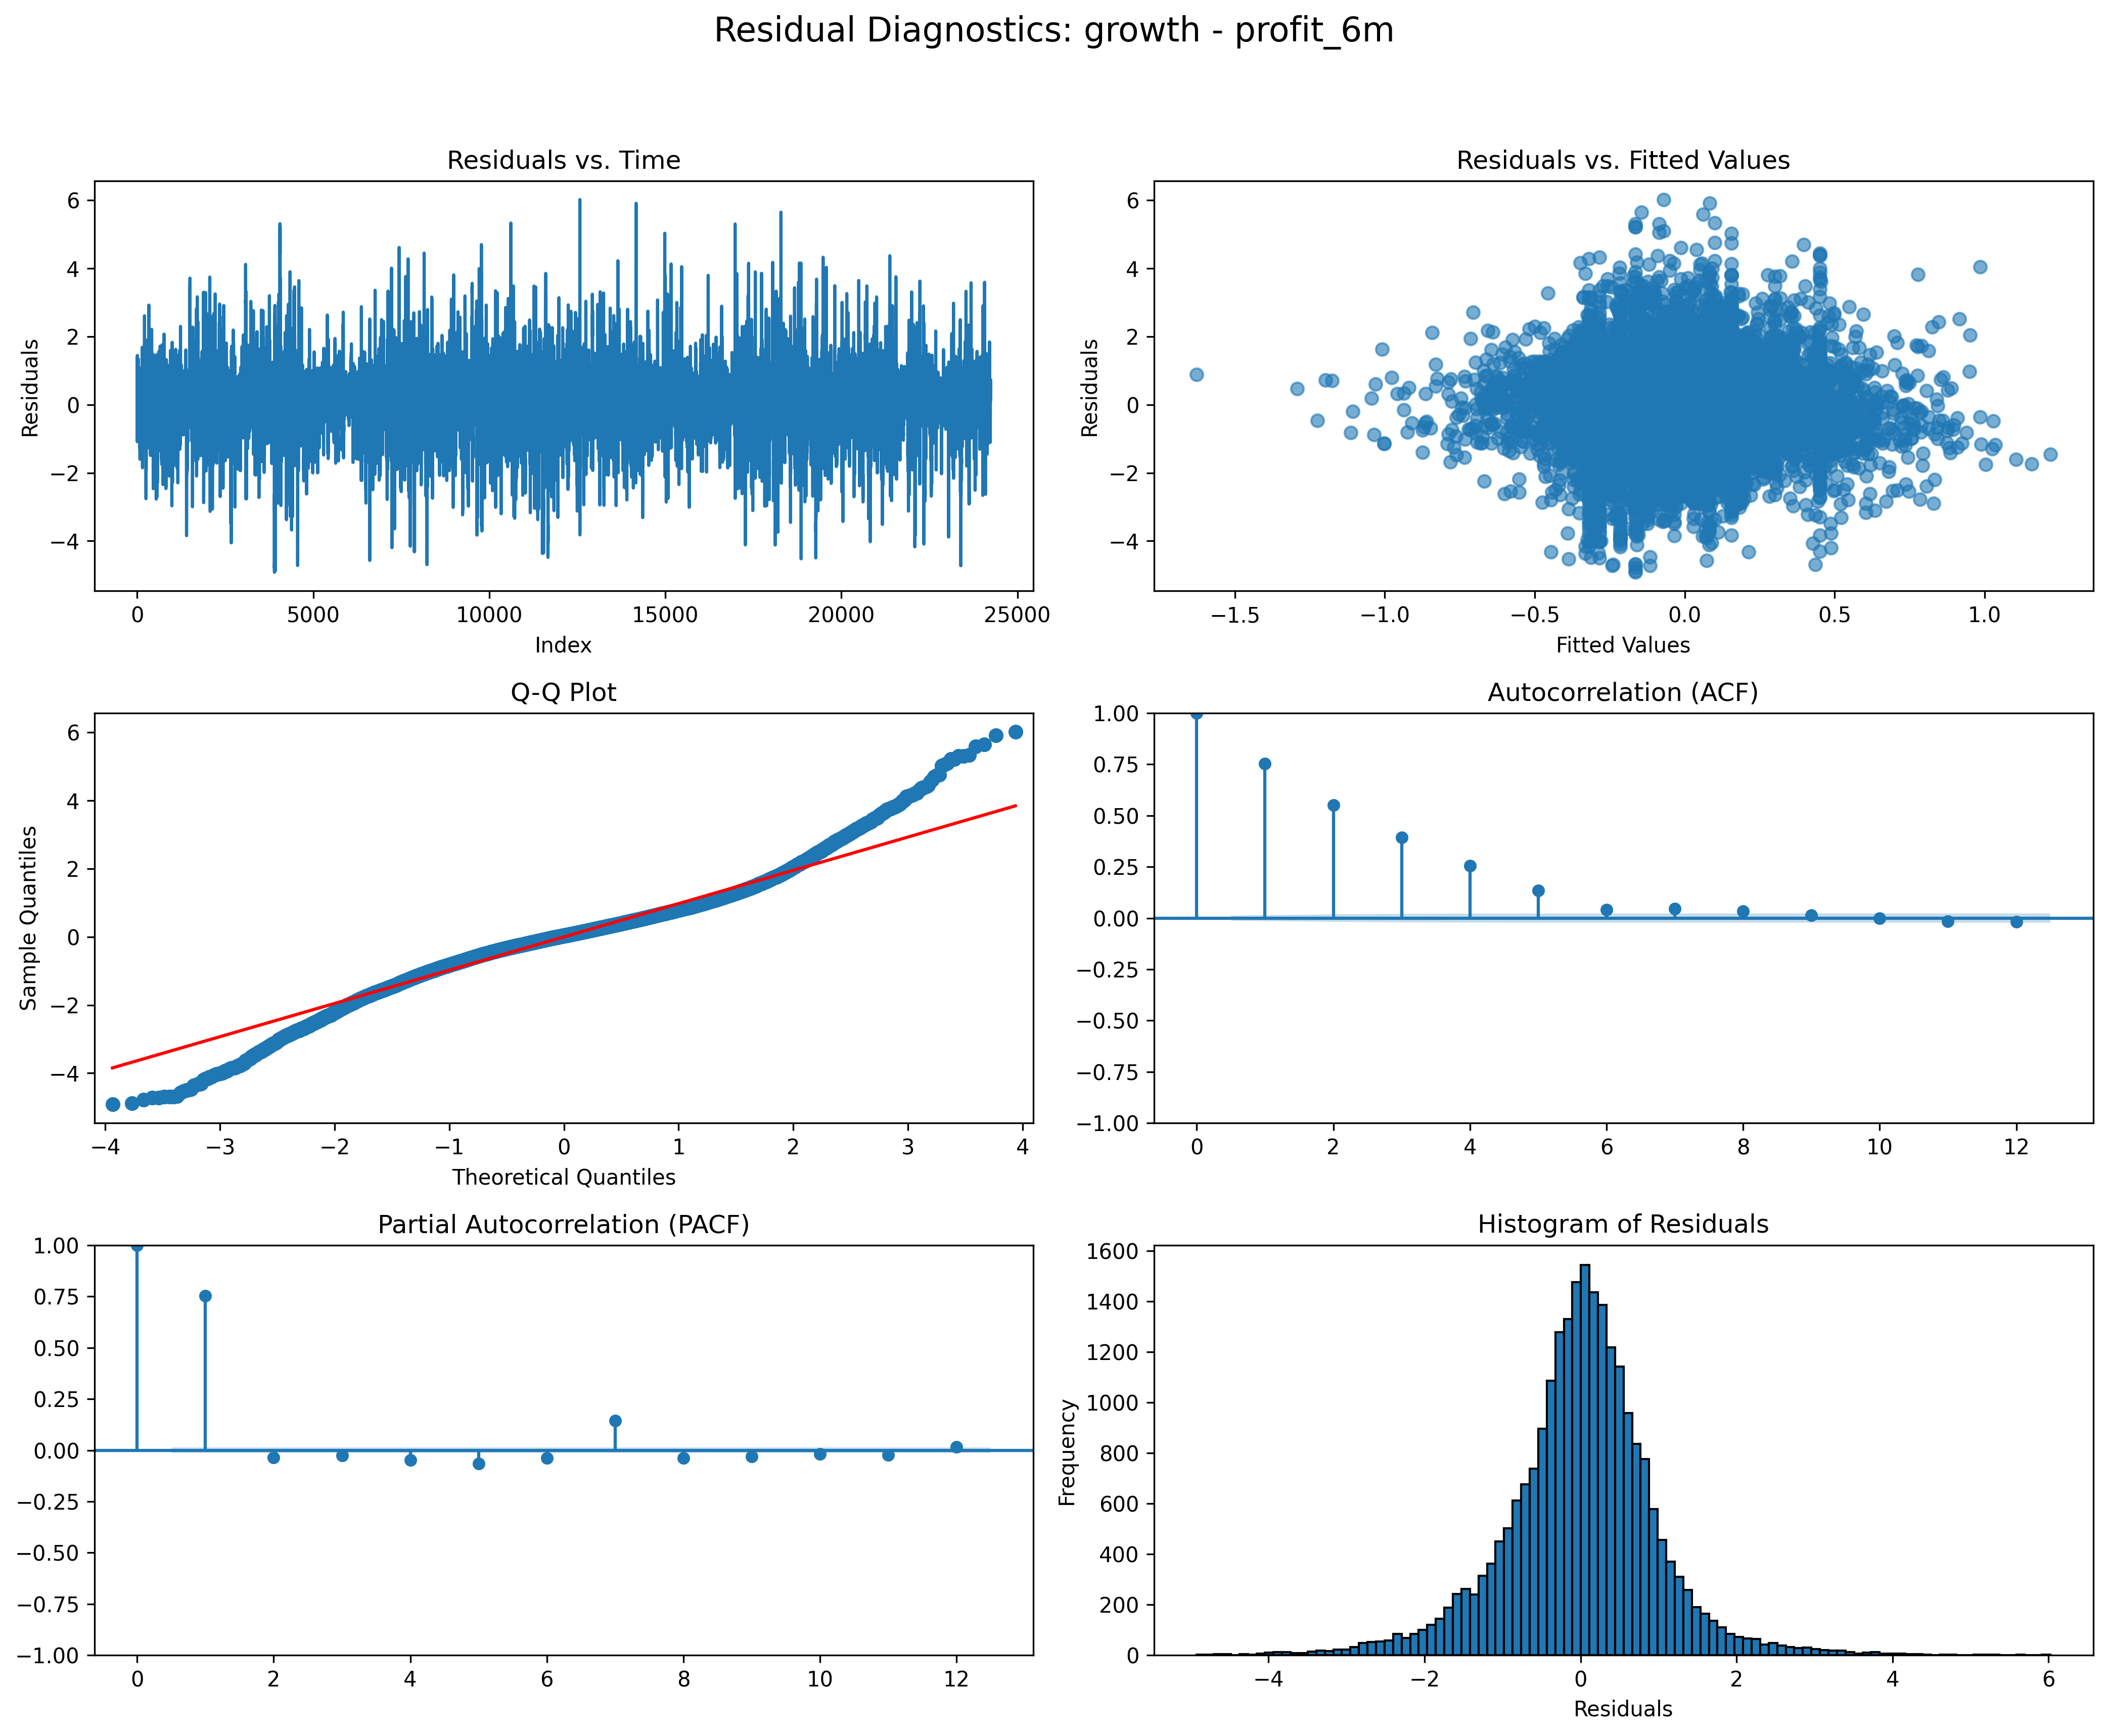 Residual Diagnostics: growth - profit_6m
Residuals vs. Time
6
4
2
0
−2
−4
Residuals
0 5000 10000 15000 20000 25000
Index
Residuals vs. Fitted Values
6
4
2
0
−2
−4
Residuals
−1.5 −1.0 −0.5 0.0 0.5 1.0
Fitted Values
Q-Q Plot
6
4
2
0
−2
−4
Sample Quantiles
−4 −3 −2 −1 0 1 2 3 4
Theoretical Quantiles
Autocorrelation (ACF)
1.00
0.75
0.50
0.25
0.00
−0.25
−0.50
−0.75
−1.00
0 2 4 6 8 10 12
Partial Autocorrelation (PACF)
1.00
0.75
0.50
0.25
0.00
−0.25
−0.50
−0.75
−1.00
0 2 4 6 8 10 12
Histogram of Residuals
1600
1400
1200
1000
800
600
400
200
0
Frequency
−4 −2 0 2 4 6
Residuals